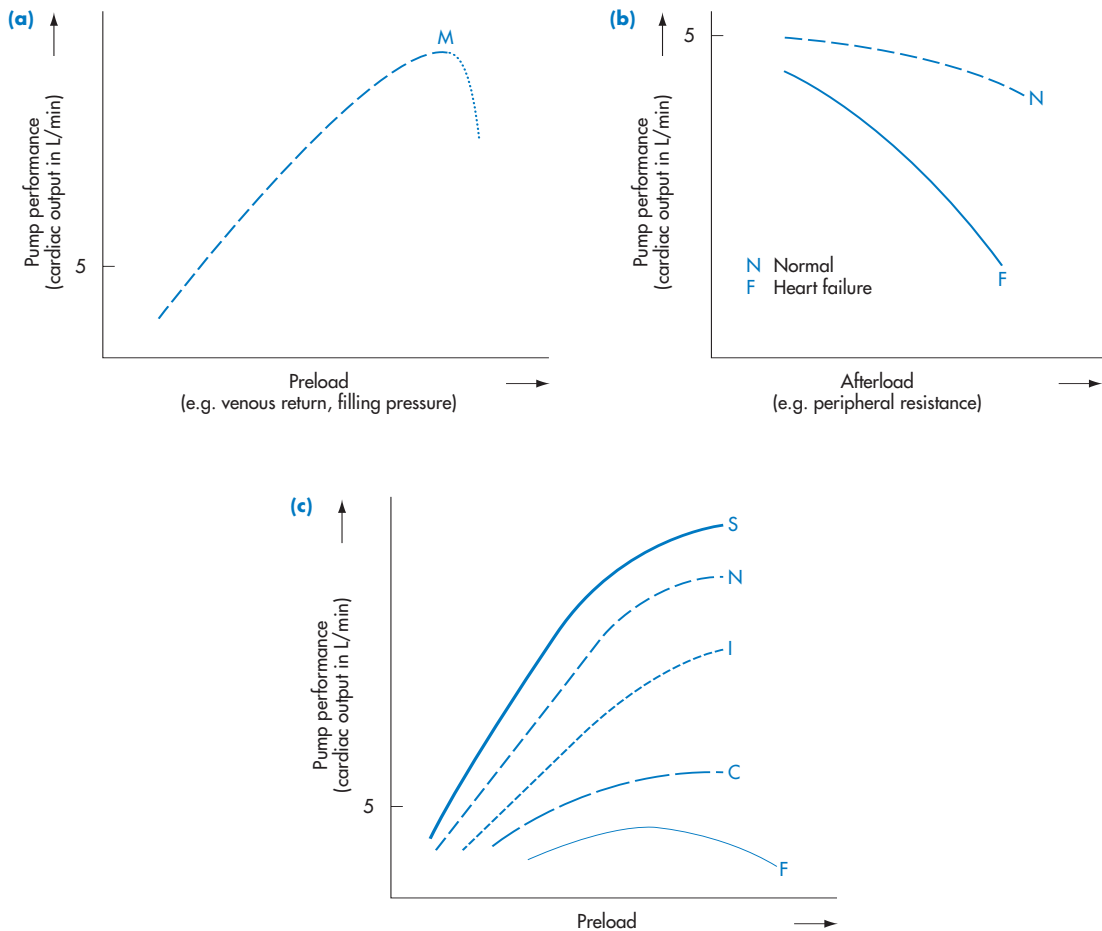 (a)
Pump performance
(cardiac output in L/min)
M
5
Preload
(e.g. venous return, filling pressure)
(b)
Pump performance
(cardiac output in L/min)
5
N
F
N Normal
F Heart failure
Afterload
(e.g. peripheral resistance)
(c)
Pump performance
(cardiac output in L/min)
S
N
I
C
5
F
Preload